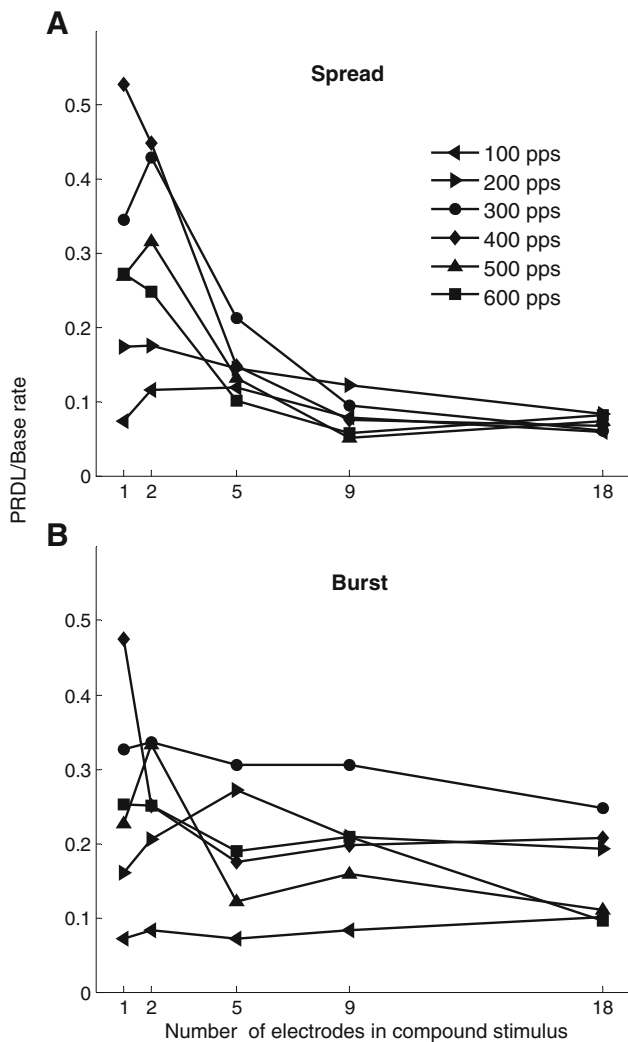 A
Spread
0.5
0.4
0.3
0.2
0.1
0
100 pps
200 pps
300 pps
400 pps
500 pps
600 pps
1 2 5 9 18
PRDL/Base rate
B
Burst
0.5
0.4
0.3
0.2
0.1
0
1 2 5 9 18
Number of electrodes in compound stimulus